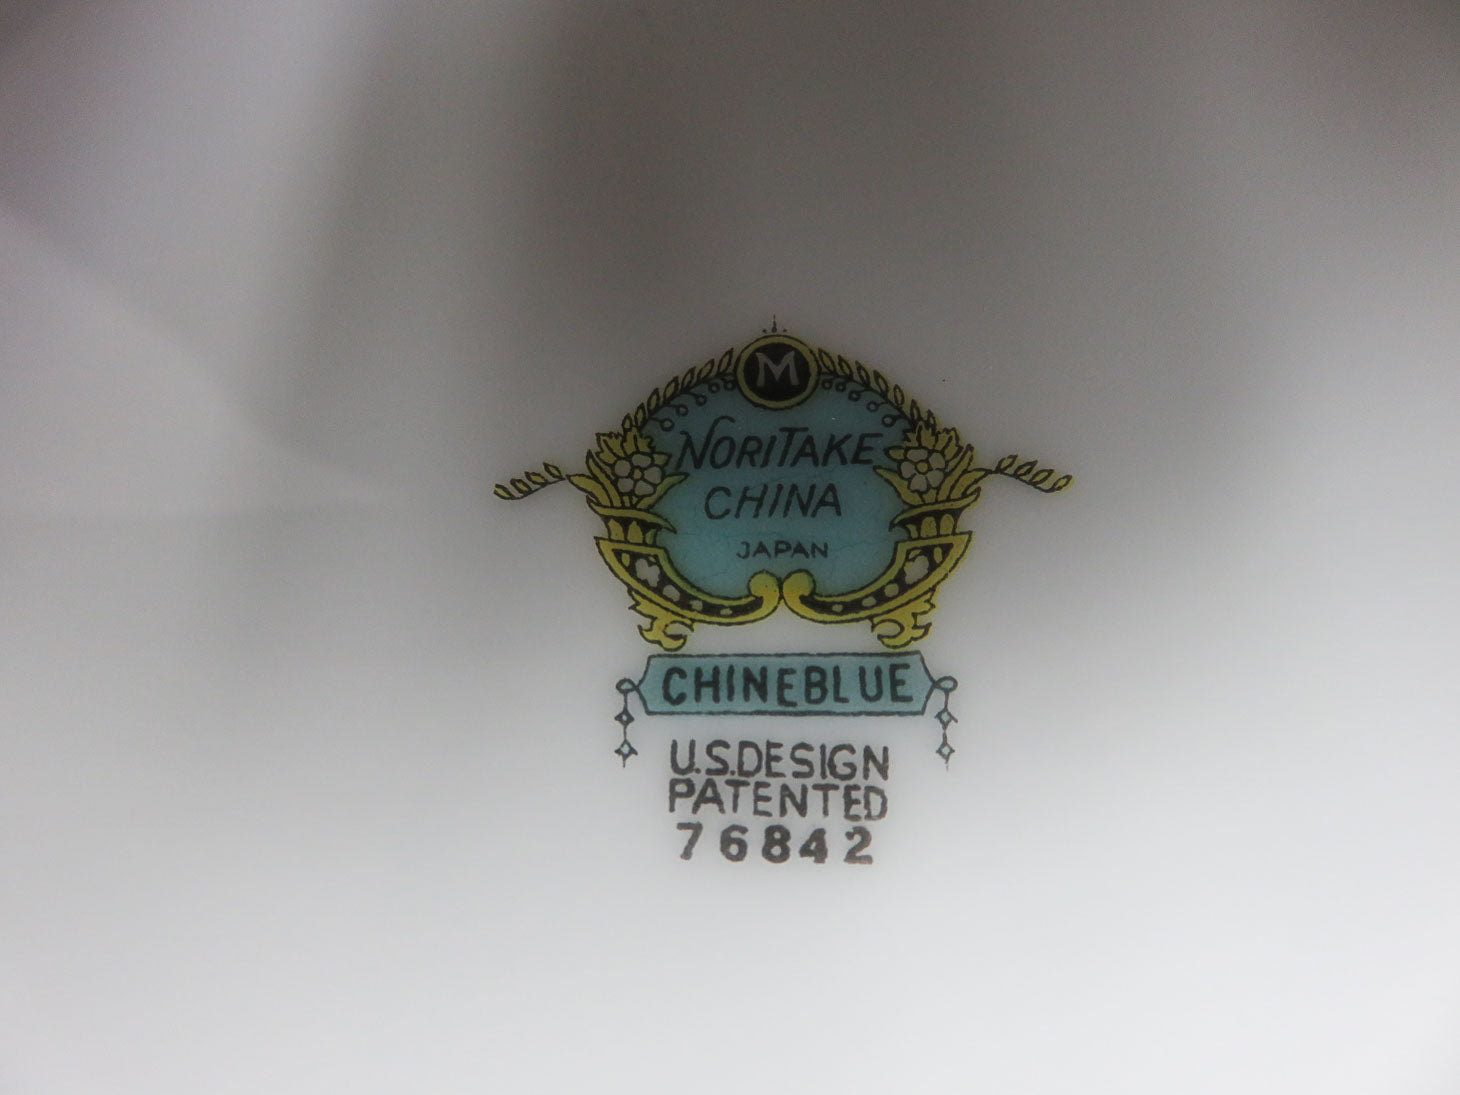 M
NORITAKE
CHINA
JAPAN
CHINEBLUE
U.S.DESIGN
PATENTED
76842